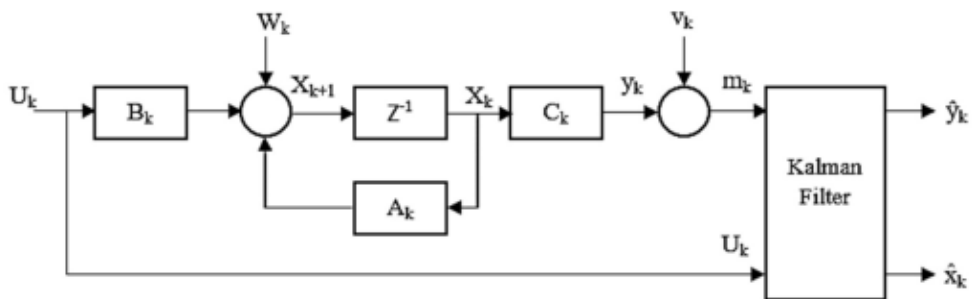 W_k
v_k
U_k
B_k
X_{k+1}
Z^{-1}
X_k
C_k
y_k
m_k
ŷ_k
Kalman
Filter
A_k
U_k
x̂_k